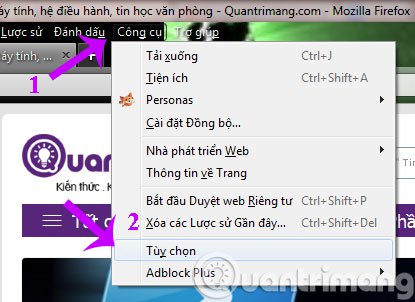 áy tính, hệ điều hành, tin học văn phòng - Quantrimang.com - Mozilla Firefox
Lược sử Đánh dấu Công cụ Trợ giúp
áy tính,
1
Tải xuống Ctrl+J
Tiện ích Ctrl+Shift+A
Personas
Cài đặt Đồng bộ...
Nhà phát triển Web
Thông tin về Trang
Bắt đầu Duyệt web Riêng tư Ctrl+Shift+P
2 Xóa các Lược sử Gần đây... Ctrl+Shift+Del
Tùy chọn
Adblock Plus
Quan
Kiến thức
Tất
Phần
Quantrimang